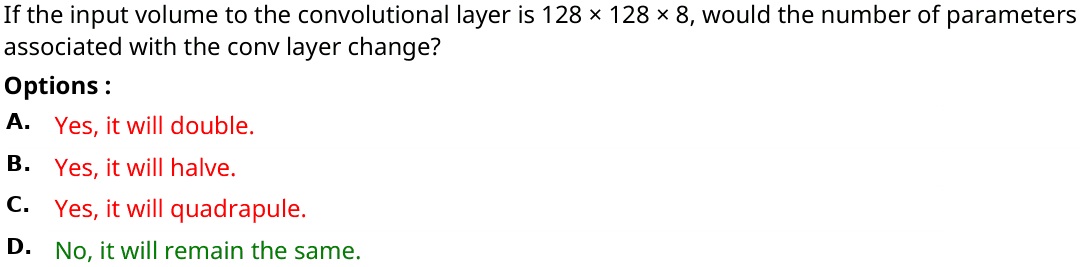 If the input volume to the convolutional layer is 128 × 128 × 8, would the number of parameters
associated with the conv layer change?
Options :
A. Yes, it will double.
B. Yes, it will halve.
C. Yes, it will quadrapule.
D. No, it will remain the same.